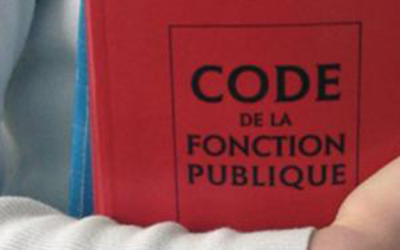 CODE
DE LA
FONCTION
PUBLIQUE